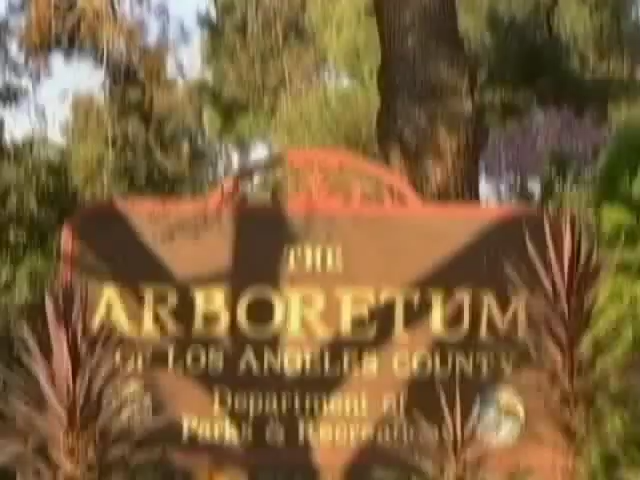 THE
ARBORETUM
OF LOS ANGELES COUNTY
Department of
Parks & Recreation